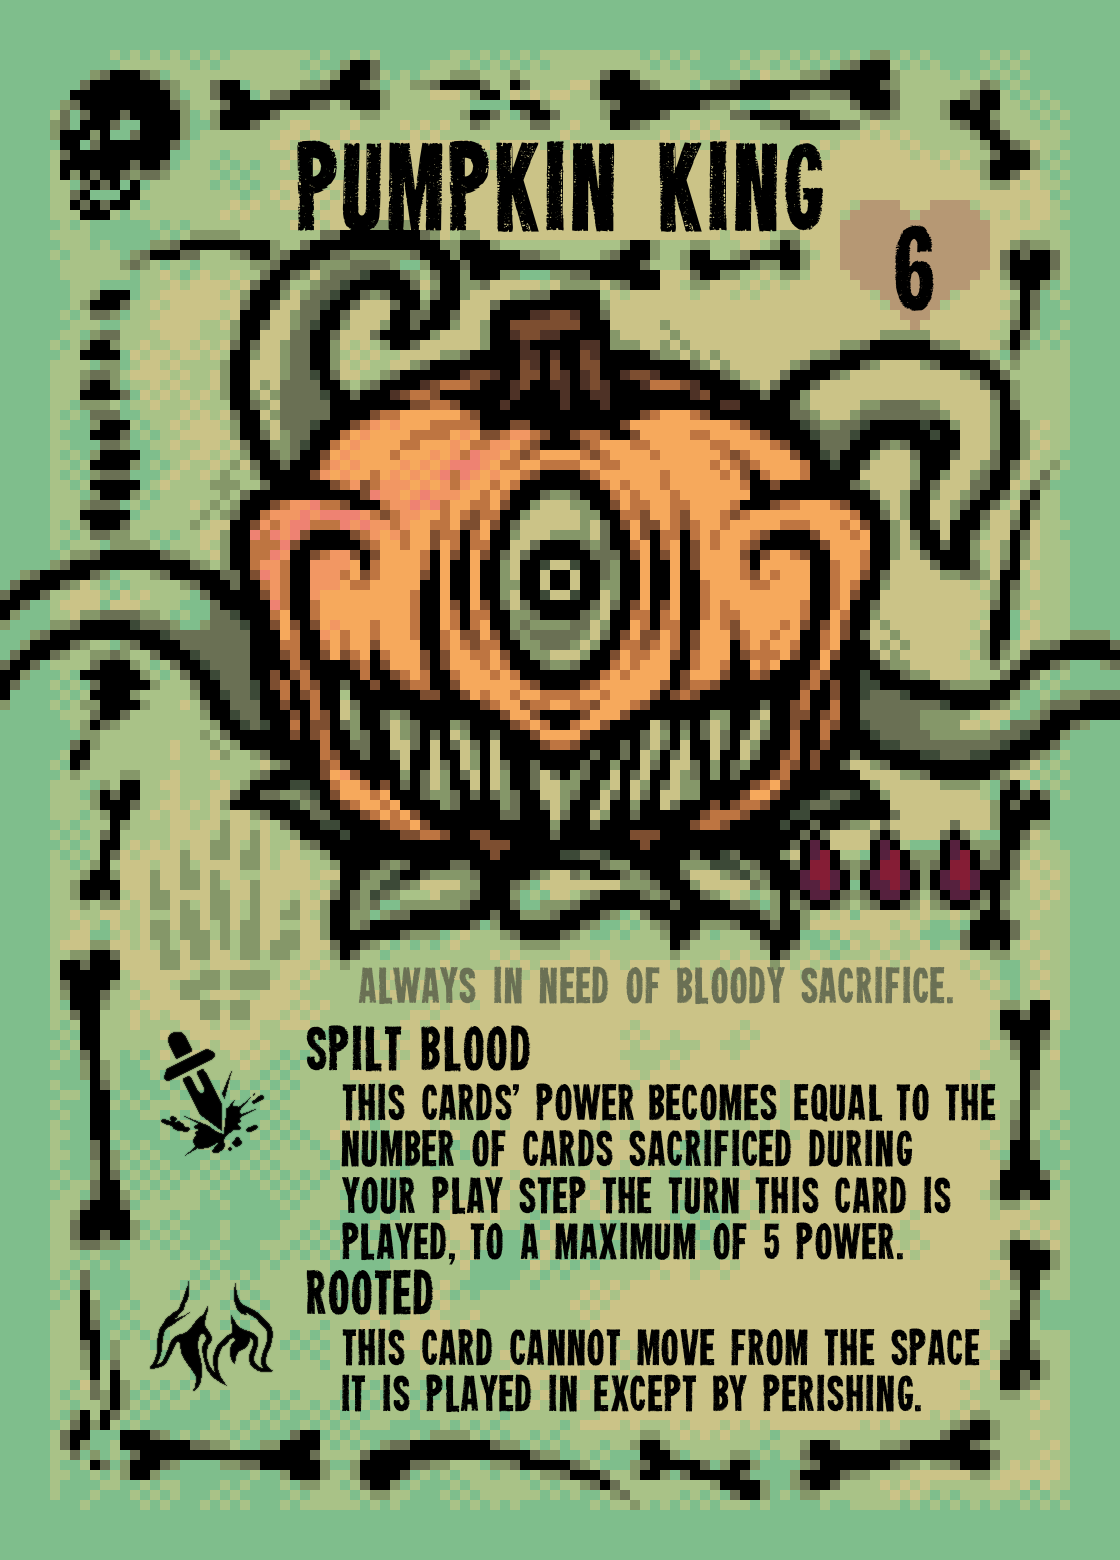 PUMPKIN KING
6
ALWAYS IN NEED OF BLOODY SACRIFICE.
SPILT BLOOD
THIS CARDS' POWER BECOMES EQUAL TO THE
NUMBER OF CARDS SACRIFICED DURING
YOUR PLAY STEP THE TURN THIS CARD IS
PLAYED, TO A MAXIMUM OF 5 POWER.
ROOTED
THIS CARD CANNOT MOVE FROM THE SPACE
IT IS PLAYED IN EXCEPT BY PERISHING.